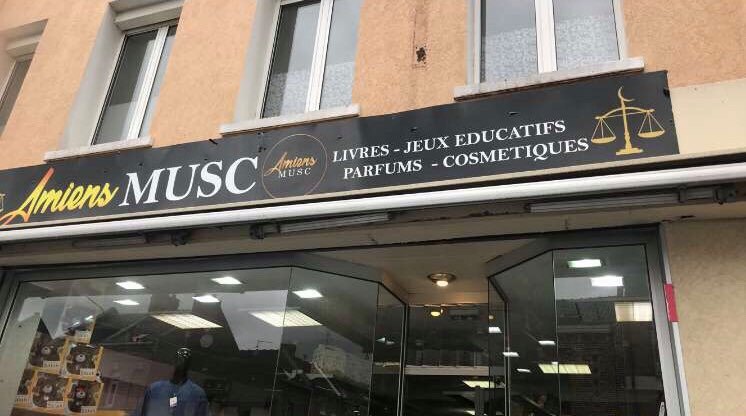 Amiens MUSC
Amiens
MUSC
LIVRES - JEUX EDUCATIFS
PARFUMS - COSMETIQUES